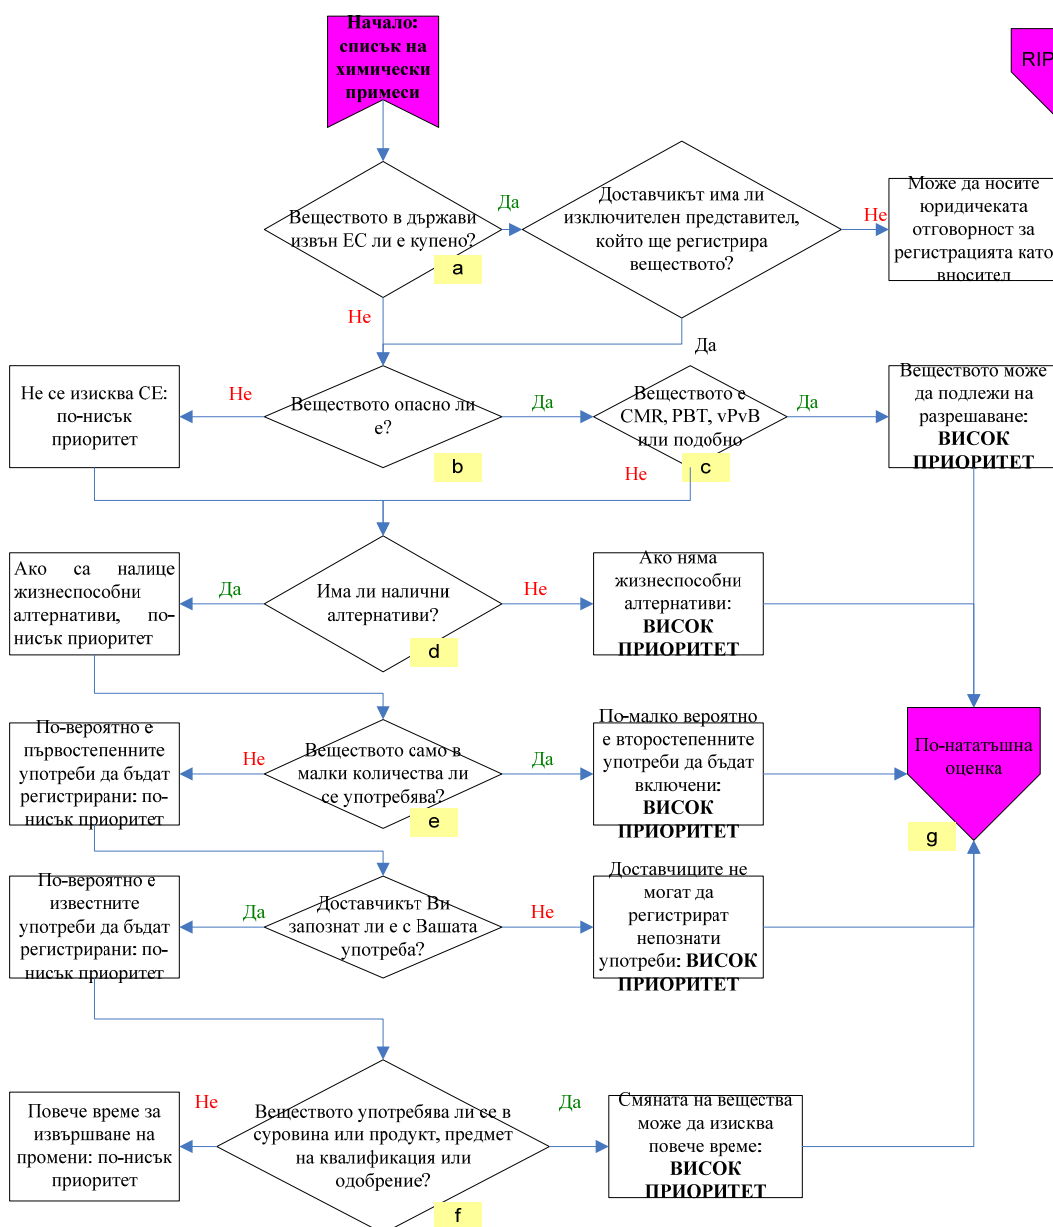 Начало:
списък на
химически
примеси
RIP
Веществото в държави
извън ЕС ли е купено?
a
Да
Доставчикът има ли
изключителен представител,
който ще регистрира
веществото?
Не
Може да носите
юридичеката
отговорност за
регистрацията като
вносител
Не
Да
Не се изисква СЕ:
по-нисък
приоритет
Не
Веществото опасно ли
е?
b
Да
Веществото е
CMR, PBT, vPvB
или подобно
c
Да
Не
Веществото може
да подлежи на
разрешаване:
ВИСОК
ПРИОРИТЕТ
Ако са налице
жизнеспособни
алтернативи, по-
нисък приоритет
Да
Има ли налични
алтернативи?
d
Не
Ако няма
жизнеспособни
алтернативи:
ВИСОК
ПРИОРИТЕТ
По-вероятно е
първостепенните
употреби да бъдат
регистрирани: по-
нисък приоритет
Не
Веществото само в
малки количества ли
се употребява?
e
Да
По-малко вероятно
е второстепенните
употреби да бъдат
включени:
ВИСОК
ПРИОРИТЕТ
По-нататъшна
оценка
g
По-вероятно е
известните
употреби да бъдат
регистрирани: по-
нисък приоритет
Да
Доставчикът Ви
запознат ли е с Вашата
употреба?
Не
Доставчиците не
могат да
регистрират
непознати
употреби: ВИСОК
ПРИОРИТЕТ
Повече време за
извършване на
промени: по-нисък
приоритет
Не
Веществото употребява ли се в
суровина или продукт, предмет
на квалификация или
одобрение?
f
Да
Смяната на вещества
може да изисква
повече време:
ВИСОК
ПРИОРИТЕТ